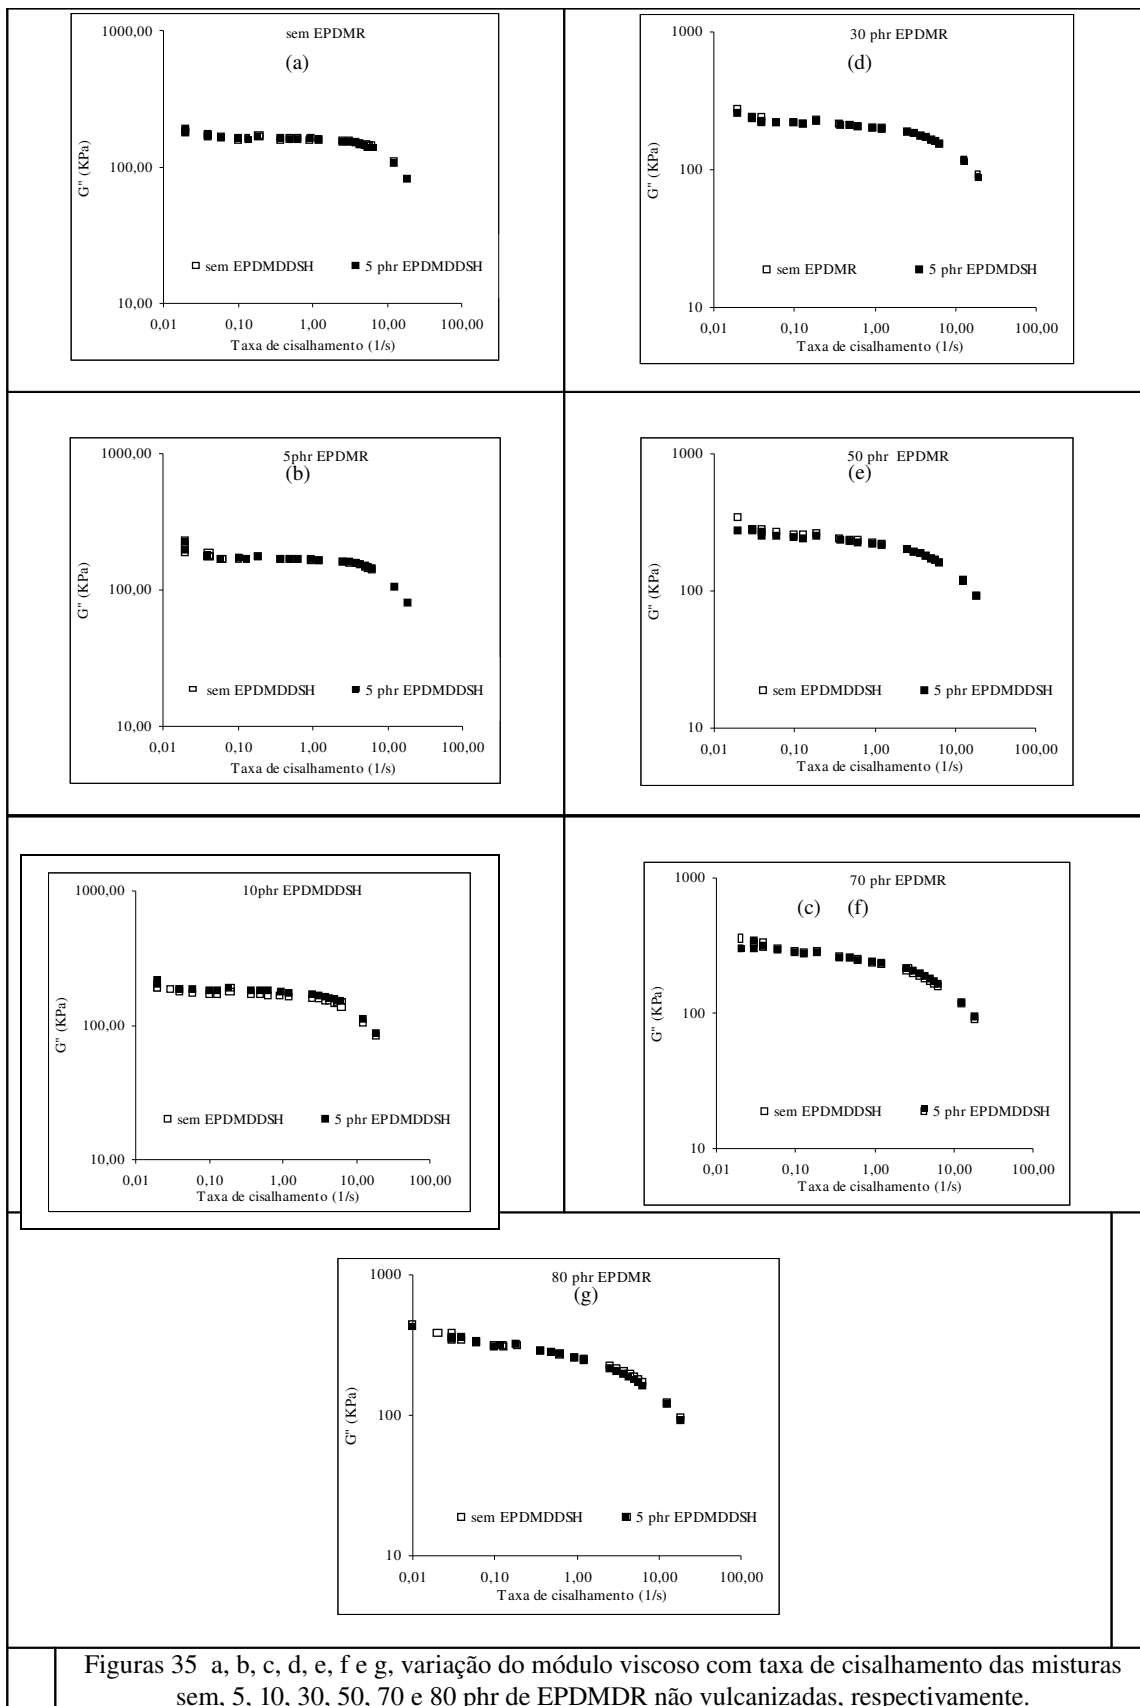 sem EPDMR
(a)
1000,00
100,00
10,00
G" (KPa)
sem EPDMDDSH
5 phr EPDMDDSH
0,01 0,10 1,00 10,00 100,00
Taxa de cisalhamento (1/s)
30 phr EPDMR
(d)
1000
100
10
G" (KPa)
sem EPDMR
5 phr EPDMDSH
0,01 0,10 1,00 10,00 100,00
Taxa de cisalhamento (1/s)
5phr EPDMR
(b)
1000,00
100,00
10,00
G" (KPa)
sem EPDMDDSH
5 phr EPDMDDSH
0,01 0,10 1,00 10,00 100,00
Taxa de cisalhamento (1/s)
50 phr EPDMR
(e)
1000
100
10
G" (KPa)
sem EPDMDDSH
5 phr EPDMDDSH
0,01 0,10 1,00 10,00 100,00
Taxa de cisalhamento (1/s)
10phr EPDMDDSH
1000,00
100,00
10,00
G" (KPa)
sem EPDMDDSH
5 phr EPDMDDSH
0,01 0,10 1,00 10,00 100,00
Taxa de cisalhamento (1/s)
70 phr EPDMR
(c) (f)
1000
100
10
G" (KPa)
sem EPDMDDSH
5 phr EPDMDDSH
0,01 0,10 1,00 10,00 100,00
Taxa de cisalhamento (1/s)
80 phr EPDMR
(g)
1000
100
10
G" (KPa)
sem EPDMDDSH
5 phr EPDMDDSH
0,01 0,10 1,00 10,00 100,00
Taxa de cisalhamento (1/s)
Figuras 35 a, b, c, d, e, f e g, variação do módulo viscoso com taxa de cisalhamento das misturas
sem, 5, 10, 30, 50, 70 e 80 phr de EPDMDR não vulcanizadas, respectivamente.